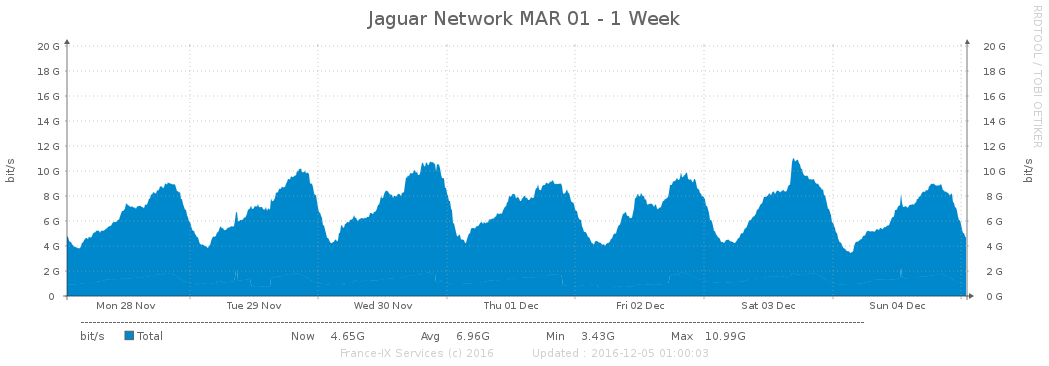 Jaguar Network MAR 01 - 1 Week
RRDTOOL / TOBI OETIKER
bit/s
bit/s
20 G 20 G
18 G 18 G
16 G 16 G
14 G 14 G
12 G 12 G
10 G 10 G
8 G 8 G
6 G 6 G
4 G 4 G
2 G 2 G
0 0 G
Mon 28 Nov Tue 29 Nov Wed 30 Nov Thu 01 Dec Fri 02 Dec Sat 03 Dec Sun 04 Dec
bit/s Total Now 4.65G Avg 6.96G Min 3.43G Max 10.99G
France-IX Services (c) 2016 Updated : 2016-12-05 01:00:03